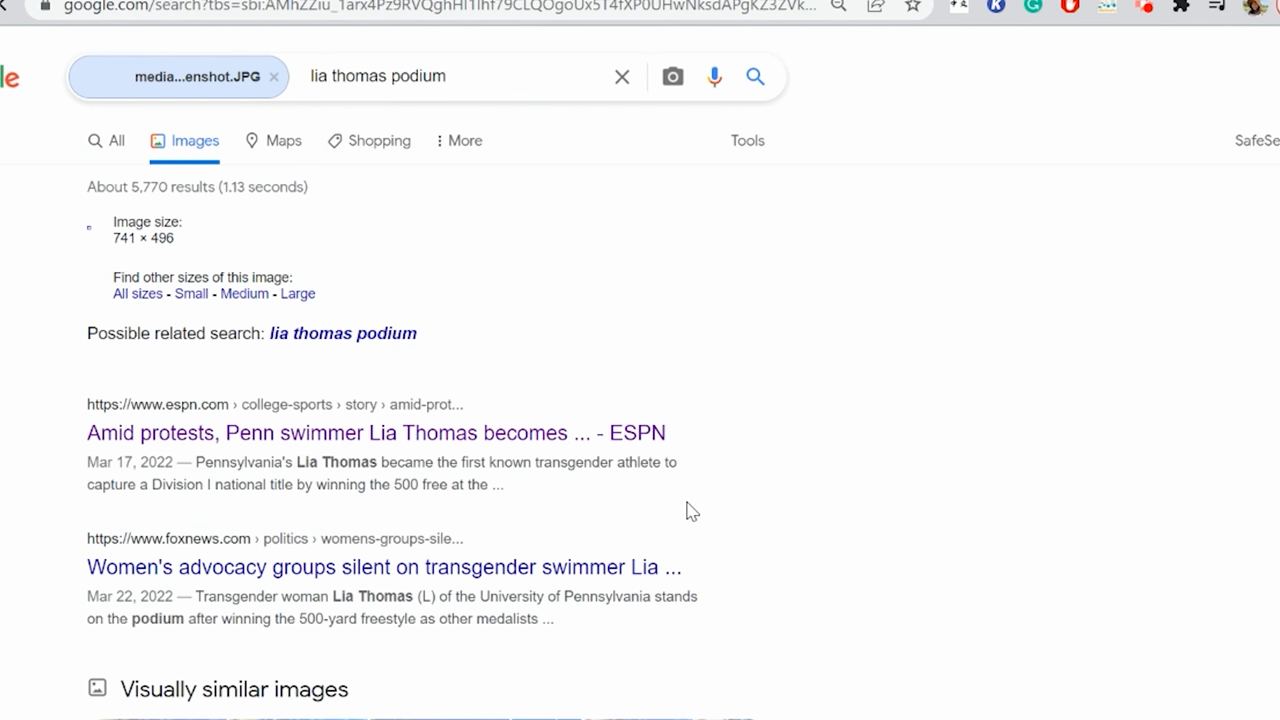 le
media...enshot.JPG × lia thomas podium
All Images Maps Shopping More Tools SafeSe
About 5,770 results (1.13 seconds)
Image size:
741 × 496
Find other sizes of this image:
All sizes - Small - Medium - Large
Possible related search: lia thomas podium
https://www.espn.com › college-sports › story › amid-prot...
Amid protests, Penn swimmer Lia Thomas becomes ... - ESPN
Mar 17, 2022 — Pennsylvania's Lia Thomas became the first known transgender athlete to
capture a Division I national title by winning the 500 free at the ...
https://www.foxnews.com › politics › womens-groups-sile...
Women's advocacy groups silent on transgender swimmer Lia ...
Mar 22, 2022 — Transgender woman Lia Thomas (L) of the University of Pennsylvania stands
on the podium after winning the 500-yard freestyle as other medalists ...
Visually similar images